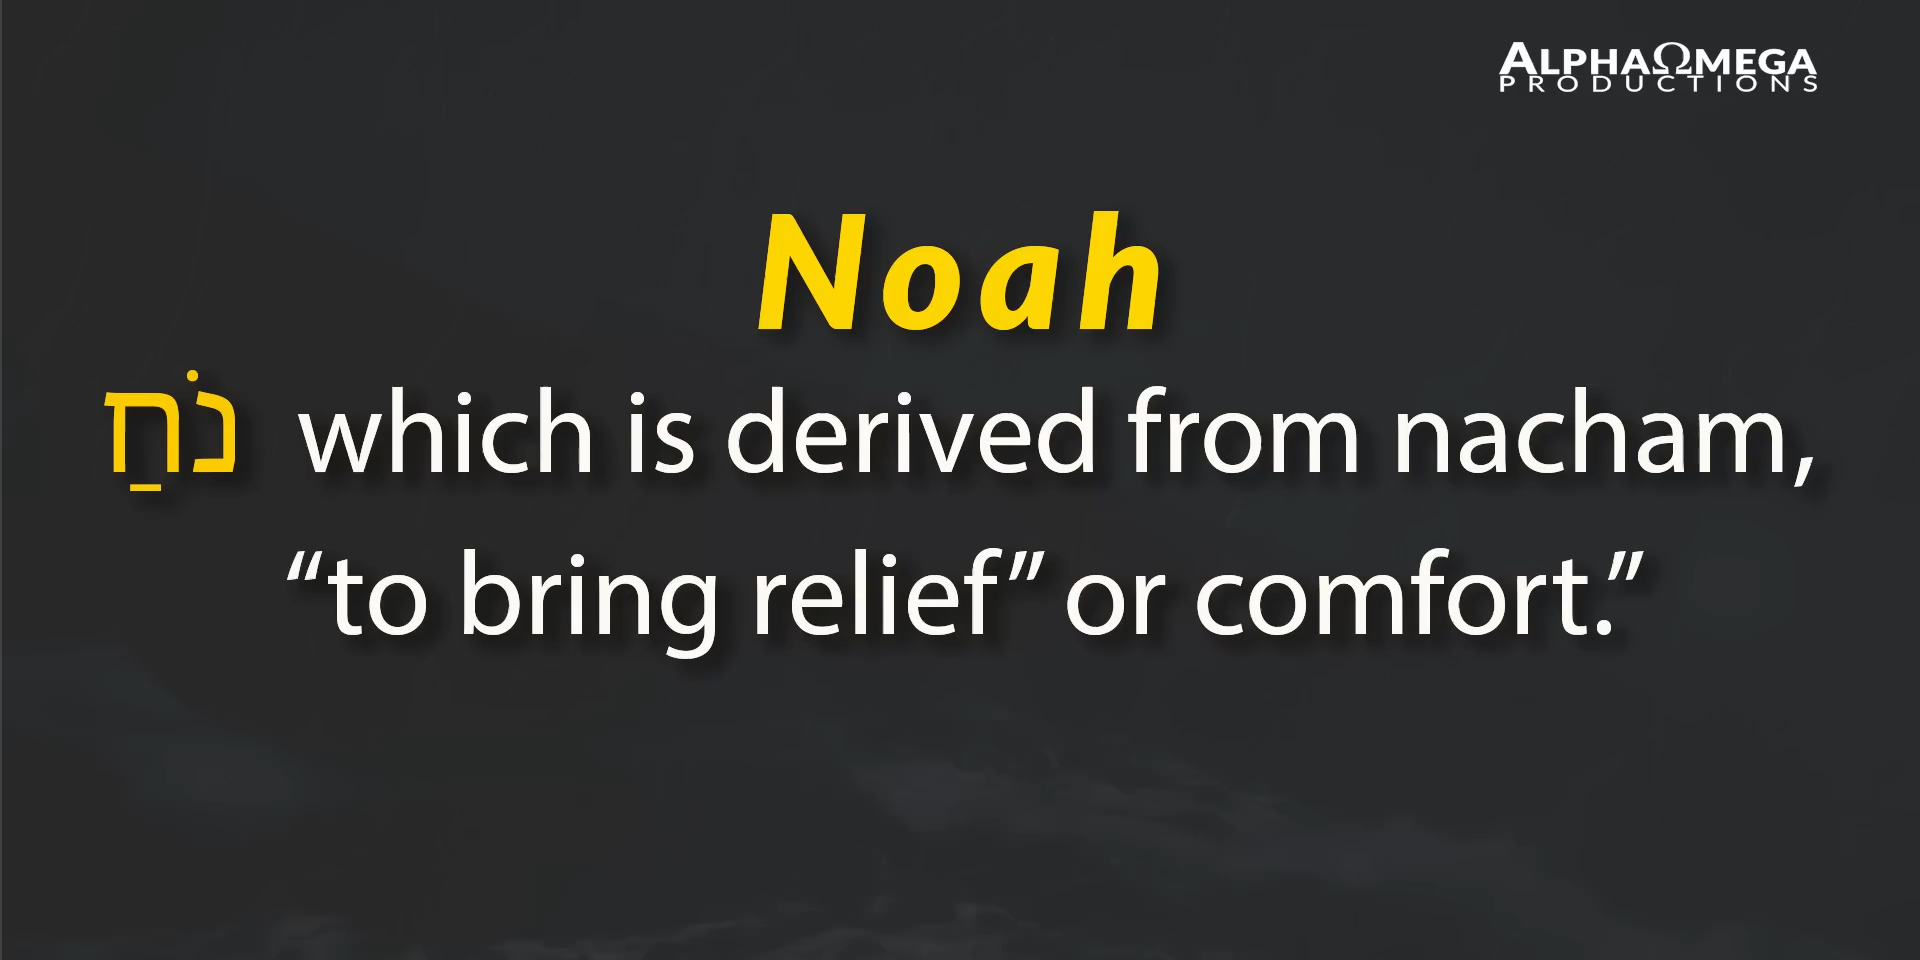 ALPHAΩMEGA
PRODUCTIONS
Noah
נֹחַ which is derived from nacham,
“to bring relief” or comfort.”